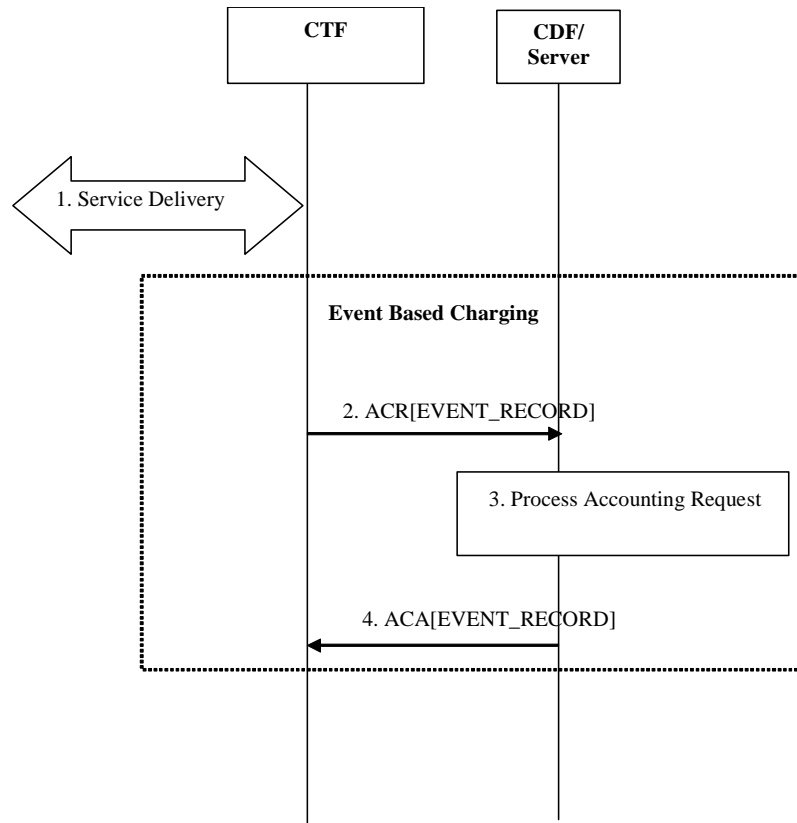 CTF
CDF/
Server
1. Service Delivery
Event Based Charging
2. ACR[EVENT_RECORD]
3. Process Accounting Request
4. ACA[EVENT_RECORD]